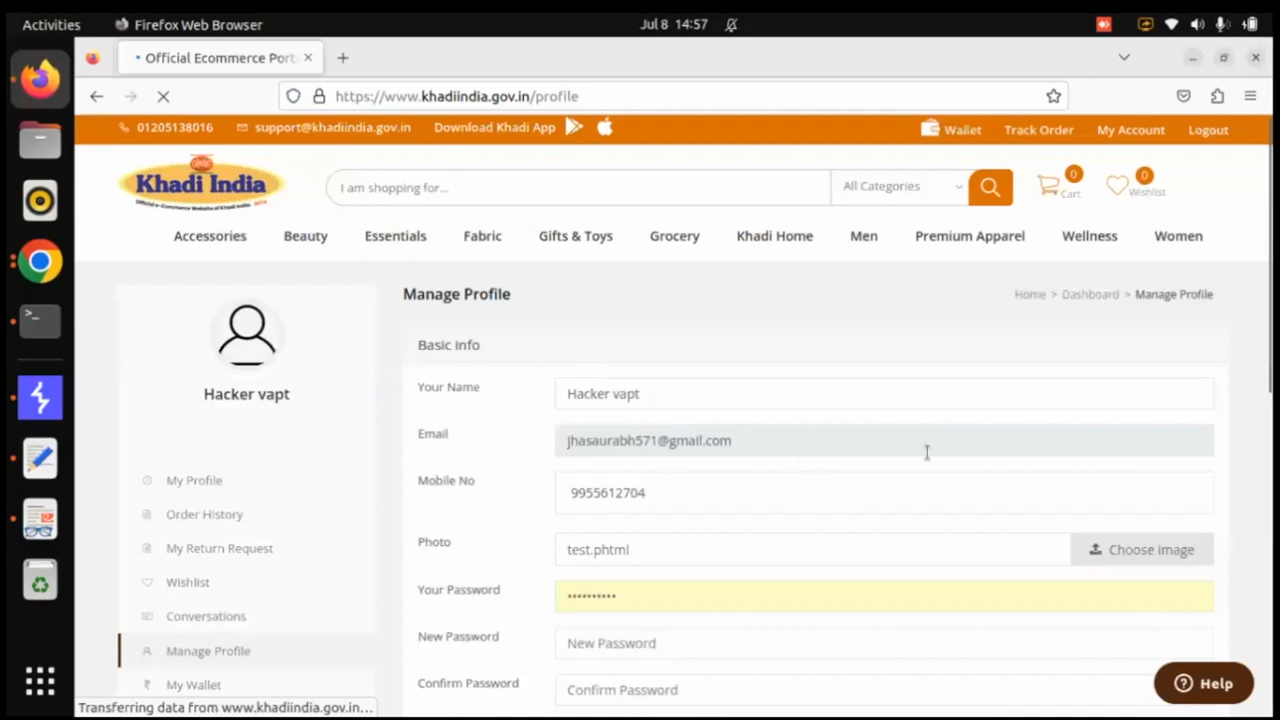 Activities Firefox Web Browser Jul 8 14:57
Official Ecommerce Port
https://www.khadiindia.gov.in/profile
01205138016 support@khadiindia.gov.in Download Khadi App Wallet Track Order My Account Logout
Khadi India
I am shopping for... All Categories 0 Cart 0 Wishlist
Accessories Beauty Essentials Fabric Gifts & Toys Grocery Khadi Home Men Premium Apparel Wellness Women
Manage Profile Home > Dashboard > Manage Profile
Basic info
Hacker vapt
Your Name Hacker vapt
Email jhasaurabh571@gmail.com
Mobile No 9955612704
Photo test.phtml Choose image
Your Password ••••••••••
New Password New Password
Confirm Password Confirm Password
My Profile
Order History
My Return Request
Wishlist
Conversations
Manage Profile
My Wallet
Help
Transferring data from www.khadiindia.gov.in...